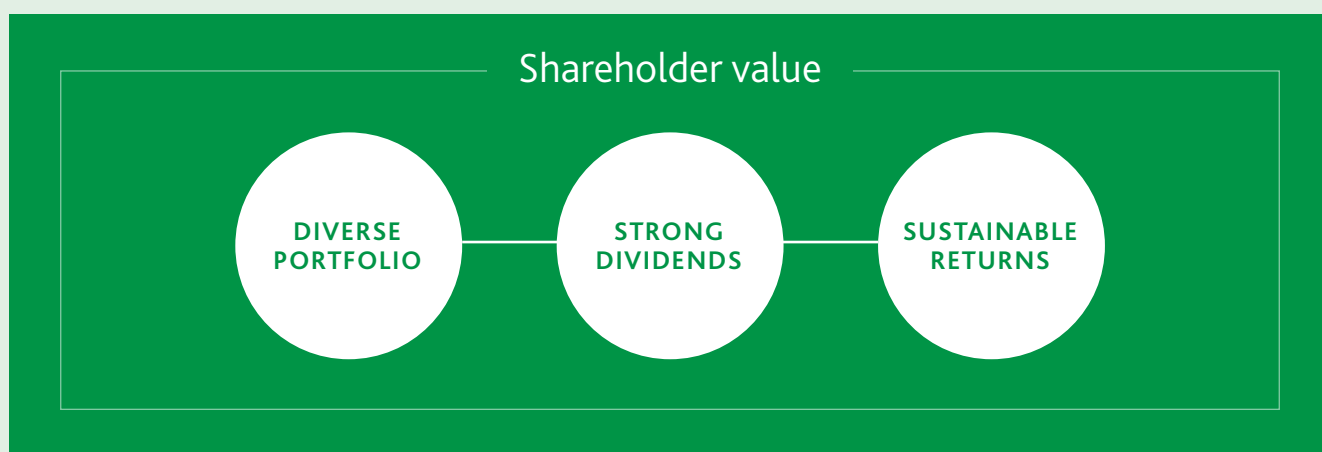 Shareholder value
DIVERSE
PORTFOLIO
STRONG
DIVIDENDS
SUSTAINABLE
RETURNS